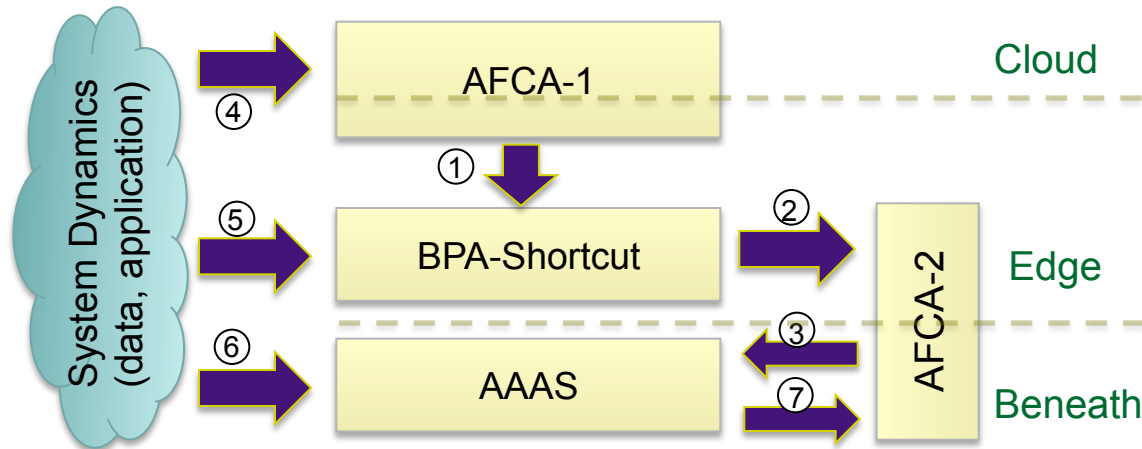 System Dynamics
(data, application)
④
AFCA-1
Cloud
①
⑤
BPA-Shortcut
②
AFCA-2
Edge
⑥
AAAS
③
⑦
Beneath